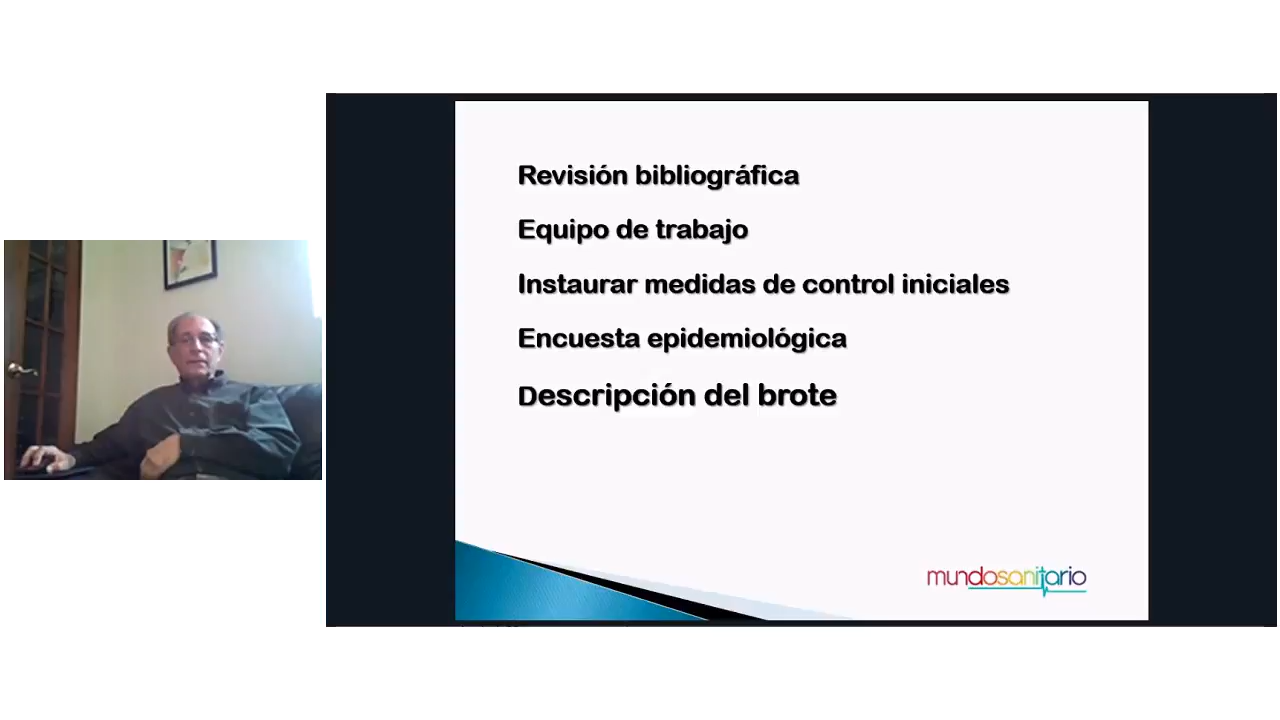 Revisión bibliográfica
Equipo de trabajo
Instaurar medidas de control iniciales
Encuesta epidemiológica
Descripción del brote
mundosanitario